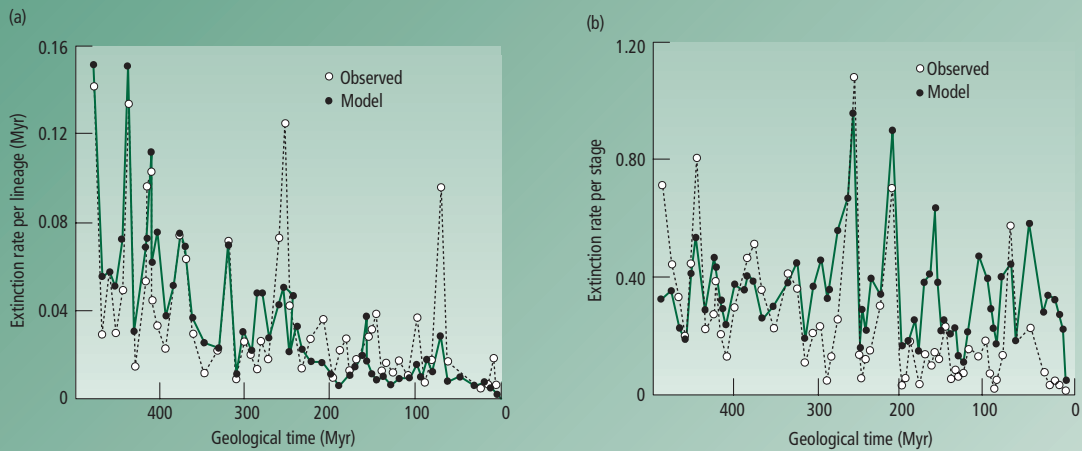 (a)
0.16
0.12
0.08
0.04
0
Extinction rate per lineage (Myr)
Observed
Model
400
300
200
100
0
Geological time (Myr)
(b)
1.20
0.80
0.40
0
Extinction rate per stage
Observed
Model
400
300
200
100
0
Geological time (Myr)